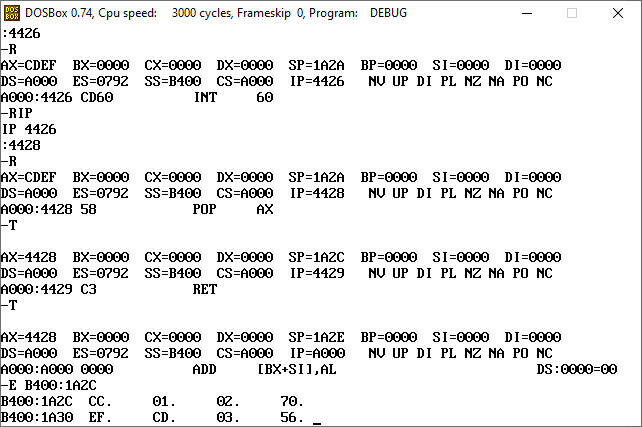 DOS BOX DOSBox 0.74, Cpu speed: 3000 cycles, Frameskip 0, Program: DEBUG
:4426
-R
AX=CDEF BX=0000 CX=0000 DX=0000 SP=1A2A BP=0000 SI=0000 DI=0000
DS=A000 ES=0792 SS=B400 CS=A000 IP=4426 NV UP DI PL NZ NA PO NC
A000:4426 CD60 INT 60
-RIP
IP 4426
:4428
-R
AX=CDEF BX=0000 CX=0000 DX=0000 SP=1A2A BP=0000 SI=0000 DI=0000
DS=A000 ES=0792 SS=B400 CS=A000 IP=4428 NV UP DI PL NZ NA PO NC
A000:4428 58 POP AX
-T
AX=4428 BX=0000 CX=0000 DX=0000 SP=1A2C BP=0000 SI=0000 DI=0000
DS=A000 ES=0792 SS=B400 CS=A000 IP=4429 NV UP DI PL NZ NA PO NC
A000:4429 C3 RET
-T
AX=4428 BX=0000 CX=0000 DX=0000 SP=1A2E BP=0000 SI=0000 DI=0000
DS=A000 ES=0792 SS=B400 CS=A000 IP=A000 NV UP DI PL NZ NA PO NC
A000:A000 0000 ADD [BX+SI],AL DS:0000=00
-E B400:1A2C
B400:1A2C CC. 01. 02. 70.
B400:1A30 EF. CD. 03. 56. _